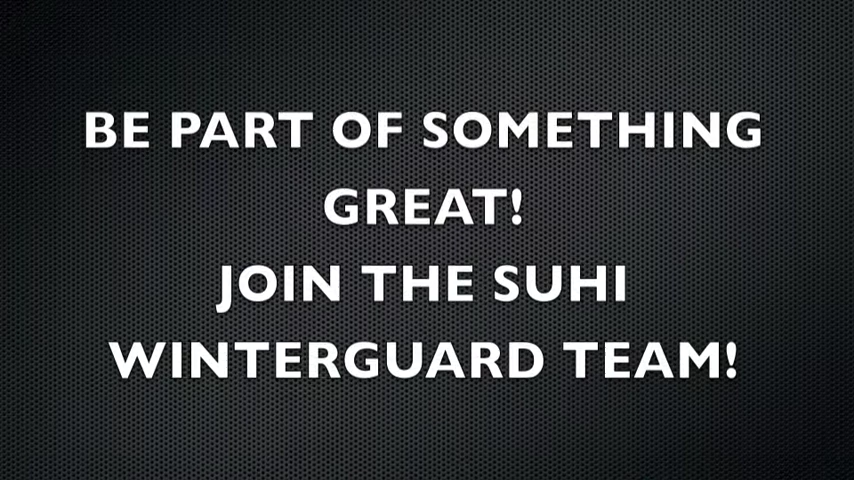 BE PART OF SOMETHING
GREAT!
JOIN THE SUHI
WINTERGUARD TEAM!